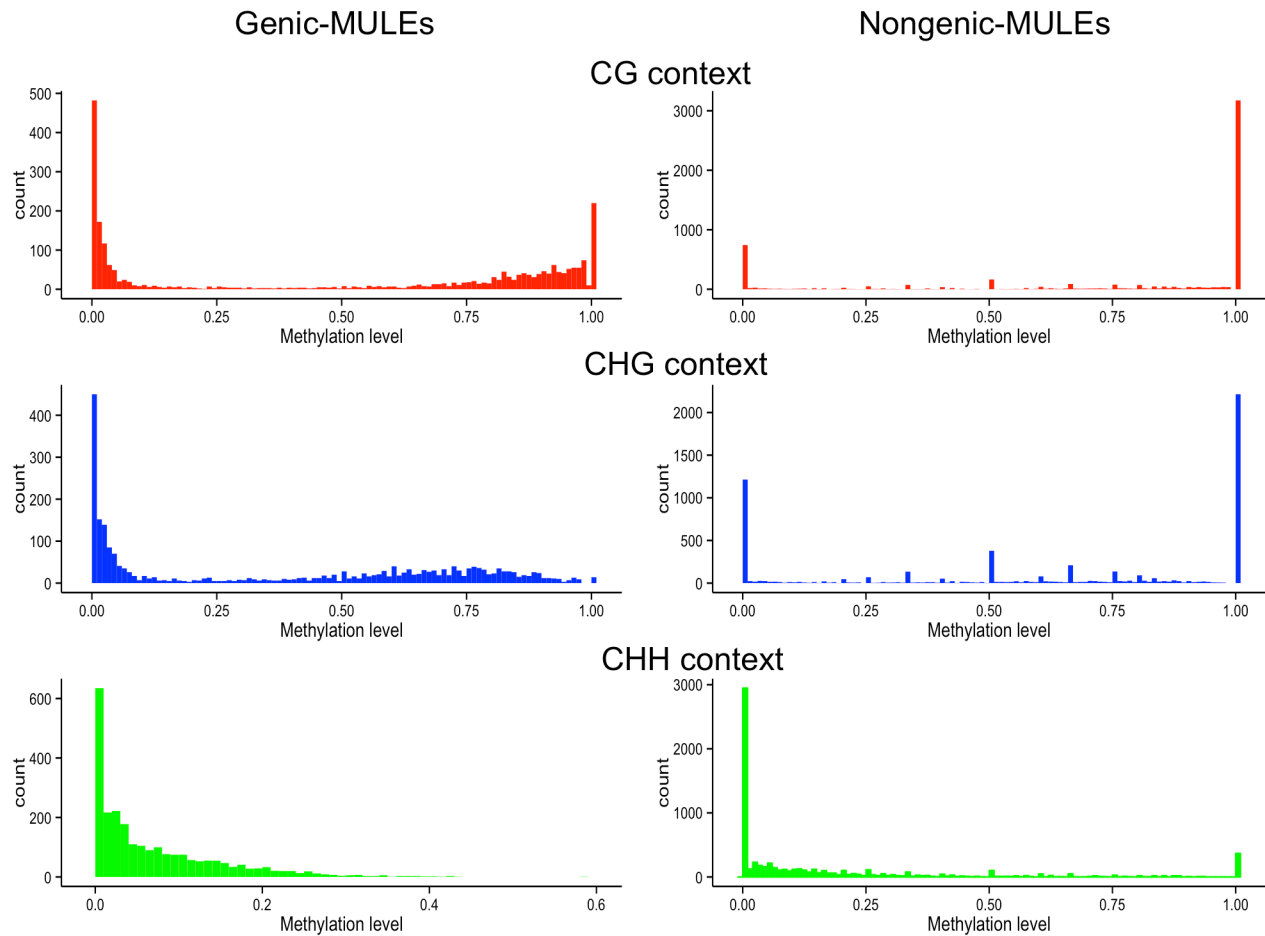 Genic-MULEs Nongenic-MULEs
CG context
count
500
400
300
200
100
0
0.00 0.25 0.50 0.75 1.00
Methylation level
count
3000
2000
1000
0
0.00 0.25 0.50 0.75 1.00
Methylation level
CHG context
count
400
300
200
100
0
0.00 0.25 0.50 0.75 1.00
Methylation level
count
2000
1500
1000
500
0
0.00 0.25 0.50 0.75 1.00
Methylation level
CHH context
count
600
400
200
0
0.0 0.2 0.4 0.6
Methylation level
count
3000
2000
1000
0
0.00 0.25 0.50 0.75 1.00
Methylation level